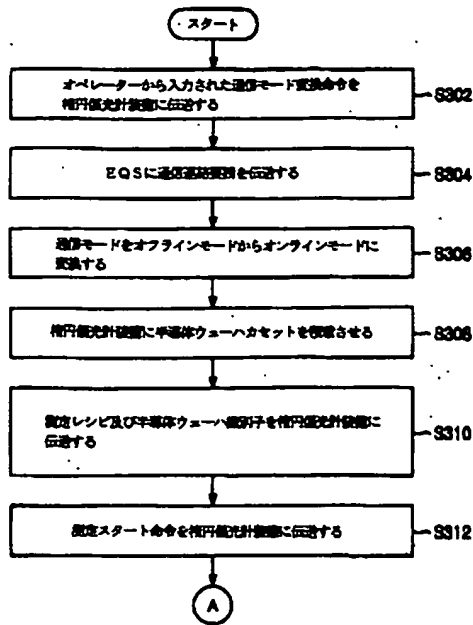 スタート
オペレーターから入力された通信モード変換命令を
楕円偏光計装置に伝送する
S302
EQSに通信連結要請を伝送する
S304
通信モードをオフラインモードからオンラインモードに
変換する
S306
楕円偏光計装置に半導体ウェーハカセットを積載させる
S308
測定レシピ及び半導体ウェーハ識別子を楕円偏光計装置に
伝送する
S310
測定スタート命令を楕円偏光計装置に伝送する
S312
A